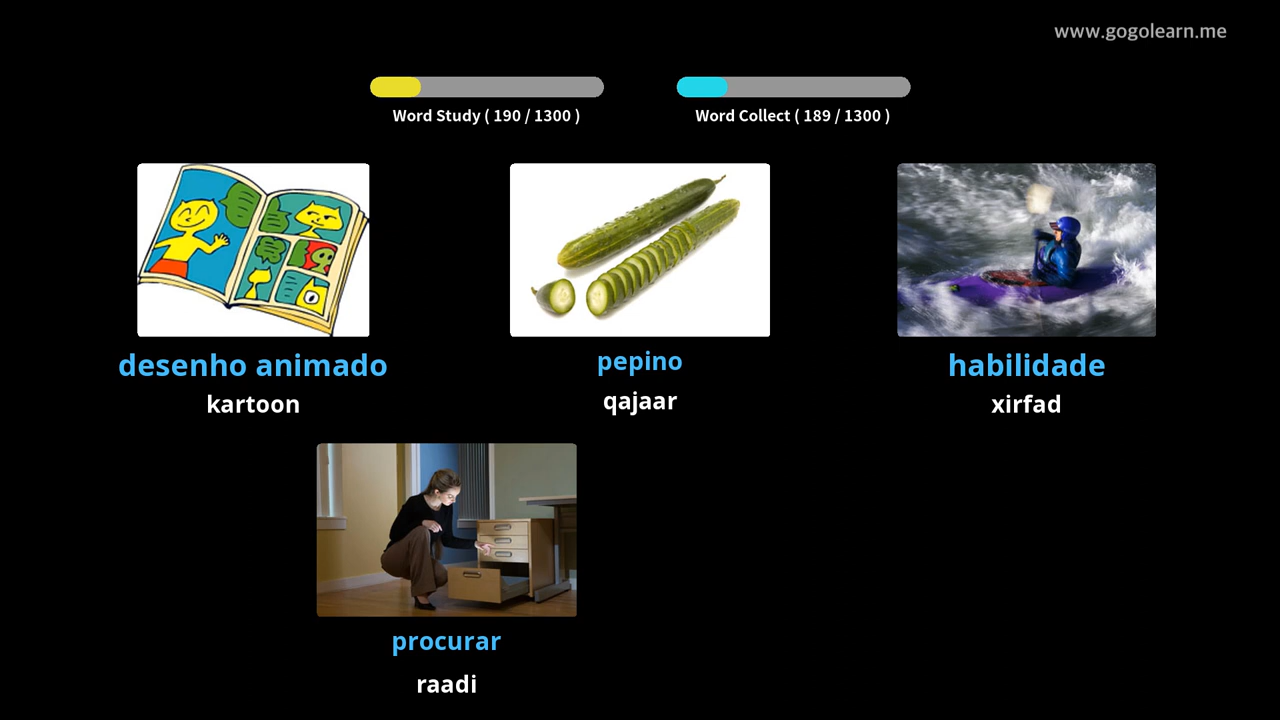 www.gogolearn.me
Word Study ( 190 / 1300 )
Word Collect ( 189 / 1300 )
desenho animado
kartoon
pepino
qajaar
habilidade
xirfad
procurar
raadi